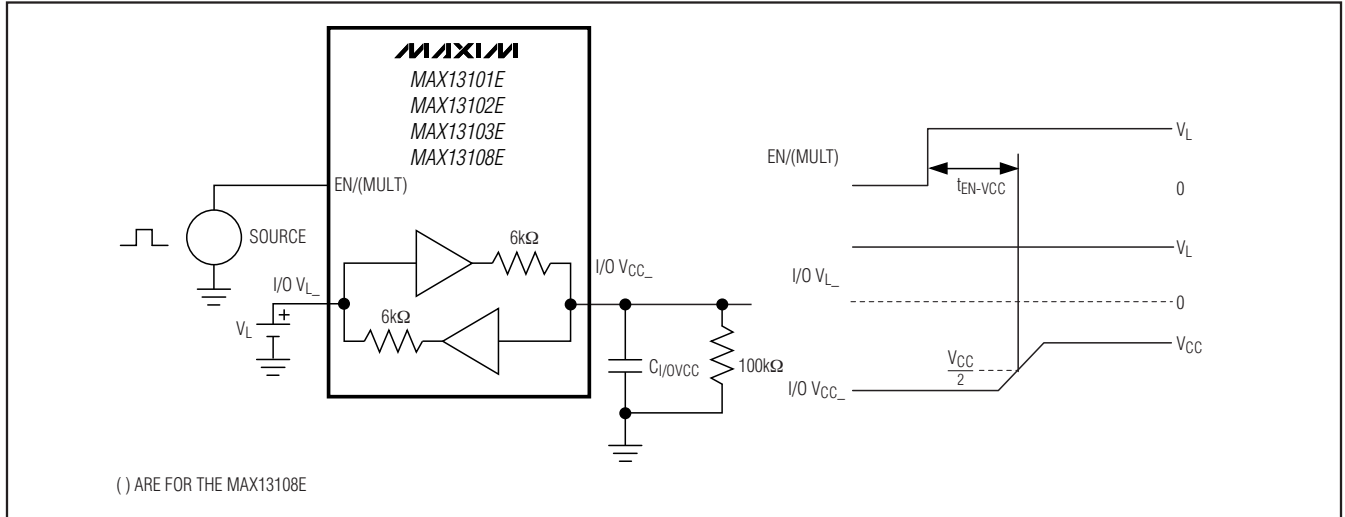 MAXIM
MAX13101E
MAX13102E
MAX13103E
MAX13108E
EN/(MULT)
SOURCE
6kΩ
I/O VCC_
I/O VL_
6kΩ
VL
+
CI/OVCC
100kΩ
EN/(MULT)
VL
tEN-VCC
0
VL
I/O VL_
0
VCC
VCC
2
I/O VCC_
( ) ARE FOR THE MAX13108E